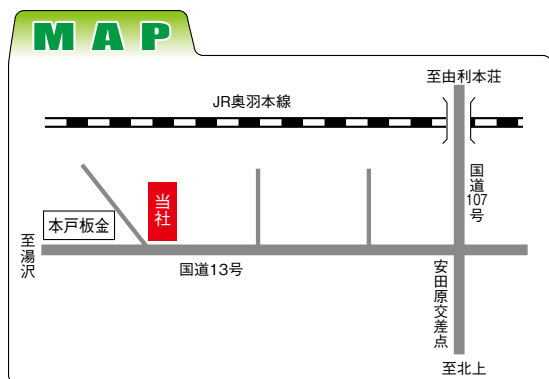 MAP
至由利本荘
JR奥羽本線
国道107号
当社
本戸板金
至湯沢
国道13号
安田原交差点
至北上